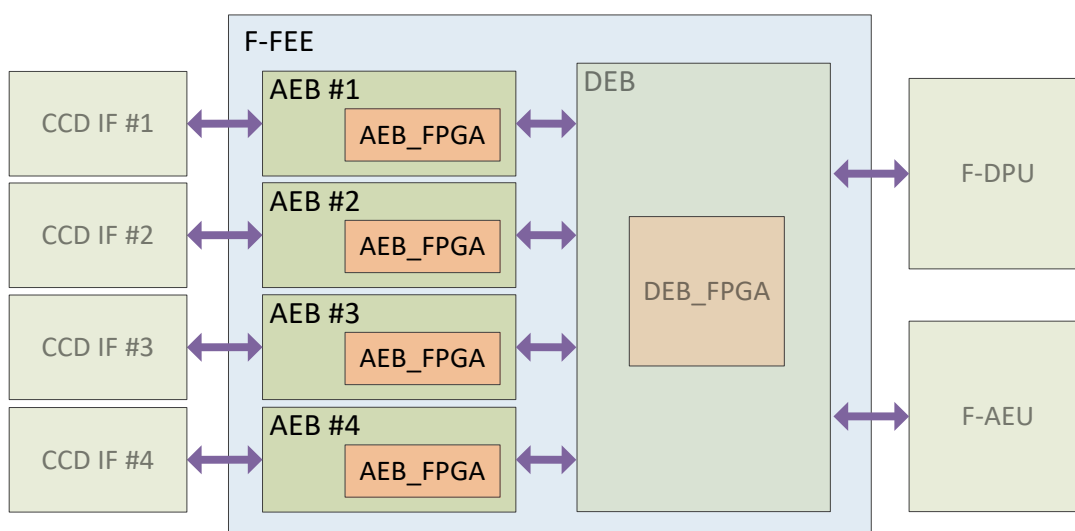 F-FEE
CCD IF #1
AEB #1
AEB_FPGA
DEB
F-DPU
CCD IF #2
AEB #2
AEB_FPGA
DEB_FPGA
CCD IF #3
AEB #3
AEB_FPGA
F-AEU
CCD IF #4
AEB #4
AEB_FPGA